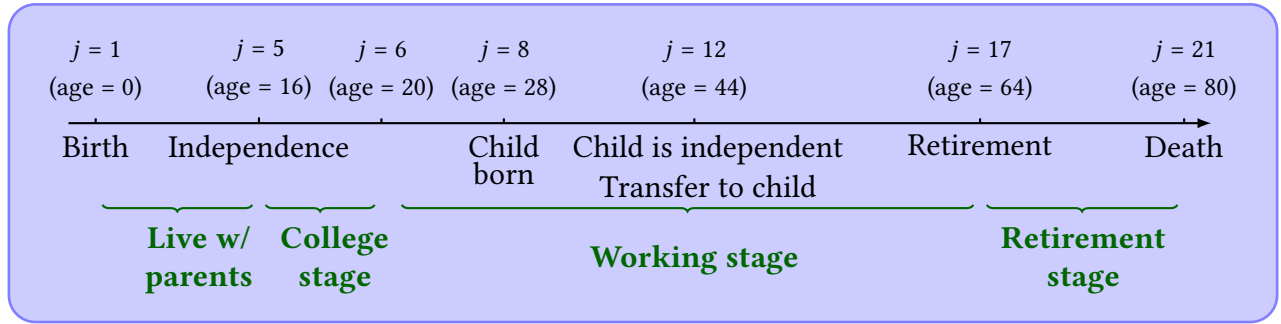 j = 1 j = 5 j = 6 j = 8 j = 12 j = 17 j = 21
(age = 0) (age = 16) (age = 20) (age = 28) (age = 44) (age = 64) (age = 80)
Birth Independence Child Child is independent Retirement Death
born Transfer to child
Live w/ College Working stage Retirement
parents stage stage